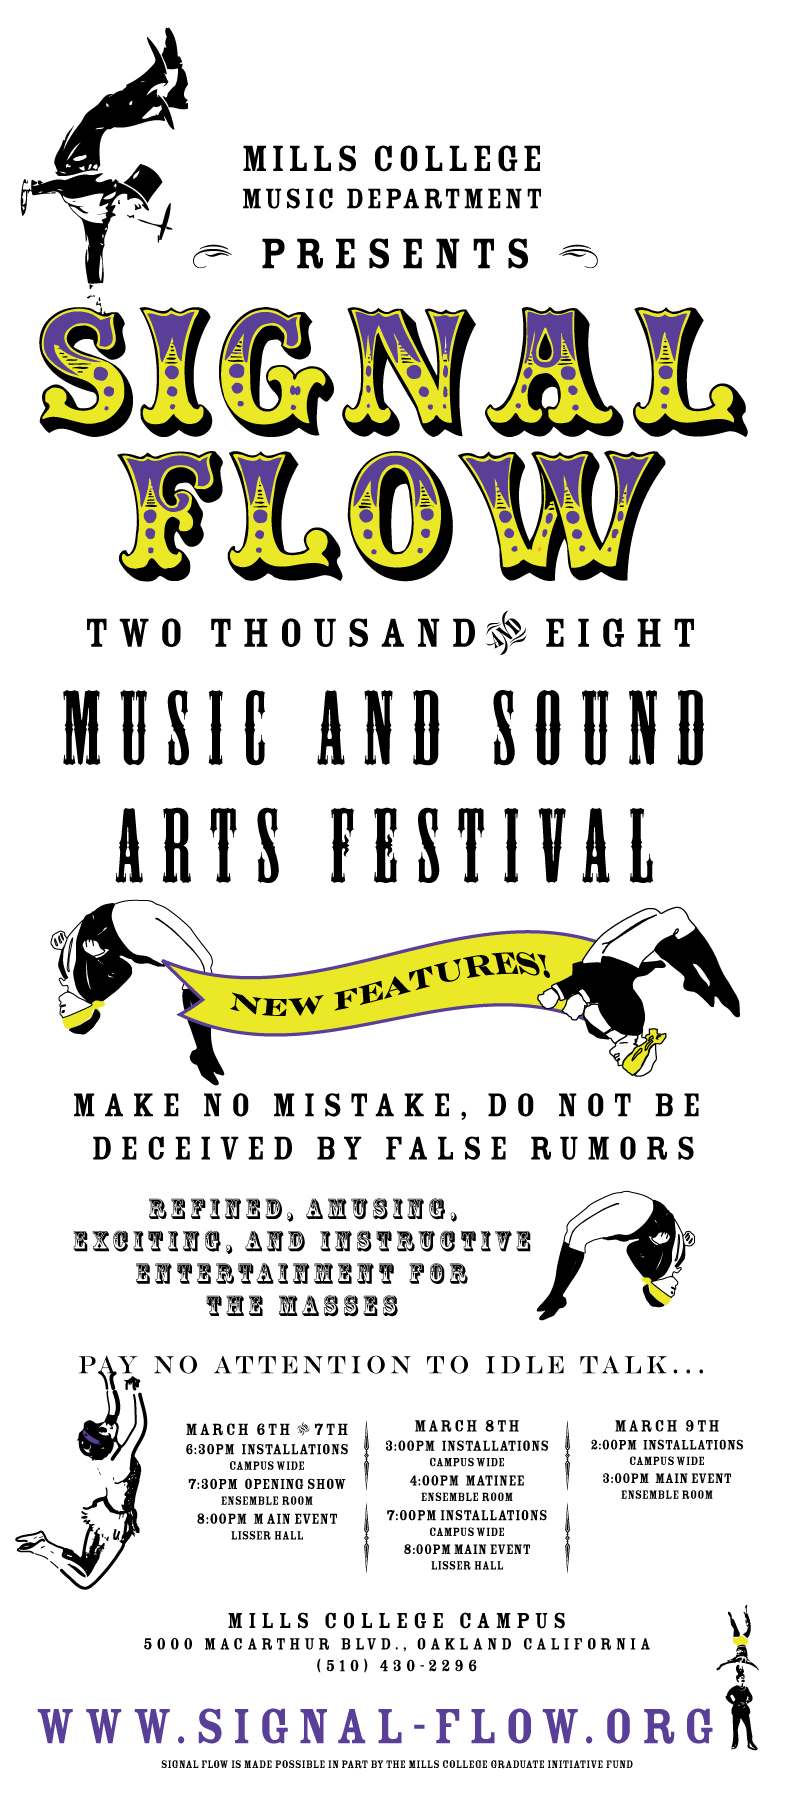 MILLS COLLEGE
MUSIC DEPARTMENT
PRESENTS
SIGNAL
FLOW
TWO THOUSAND AND EIGHT
MUSIC AND SOUND
ARTS FESTIVAL
NEW FEATURES!
MAKE NO MISTAKE, DO NOT BE
DECEIVED BY FALSE RUMORS
REFINED, AMUSING,
EXCITING, AND INSTRUCTIVE
ENTERTAINMENT FOR
THE MASSES
PAY NO ATTENTION TO IDLE TALK...
MARCH 6TH AND 7TH
6:30PM INSTALLATIONS
CAMPUS WIDE
7:30PM OPENING SHOW
ENSEMBLE ROOM
8:00PM MAIN EVENT
LISSER HALL
MARCH 8TH
3:00PM INSTALLATIONS
CAMPUS WIDE
4:00PM MATINEE
ENSEMBLE ROOM
7:00PM INSTALLATIONS
CAMPUS WIDE
8:00PM MAIN EVENT
LISSER HALL
MARCH 9TH
2:00PM INSTALLATIONS
CAMPUS WIDE
3:00PM MAIN EVENT
ENSEMBLE ROOM
MILLS COLLEGE CAMPUS
5000 MACARTHUR BLVD., OAKLAND CALIFORNIA
(510) 430-2296
WWW.SIGNAL-FLOW.ORG
SIGNAL FLOW IS MADE POSSIBLE IN PART BY THE MILLS COLLEGE GRADUATE INITIATIVE FUND